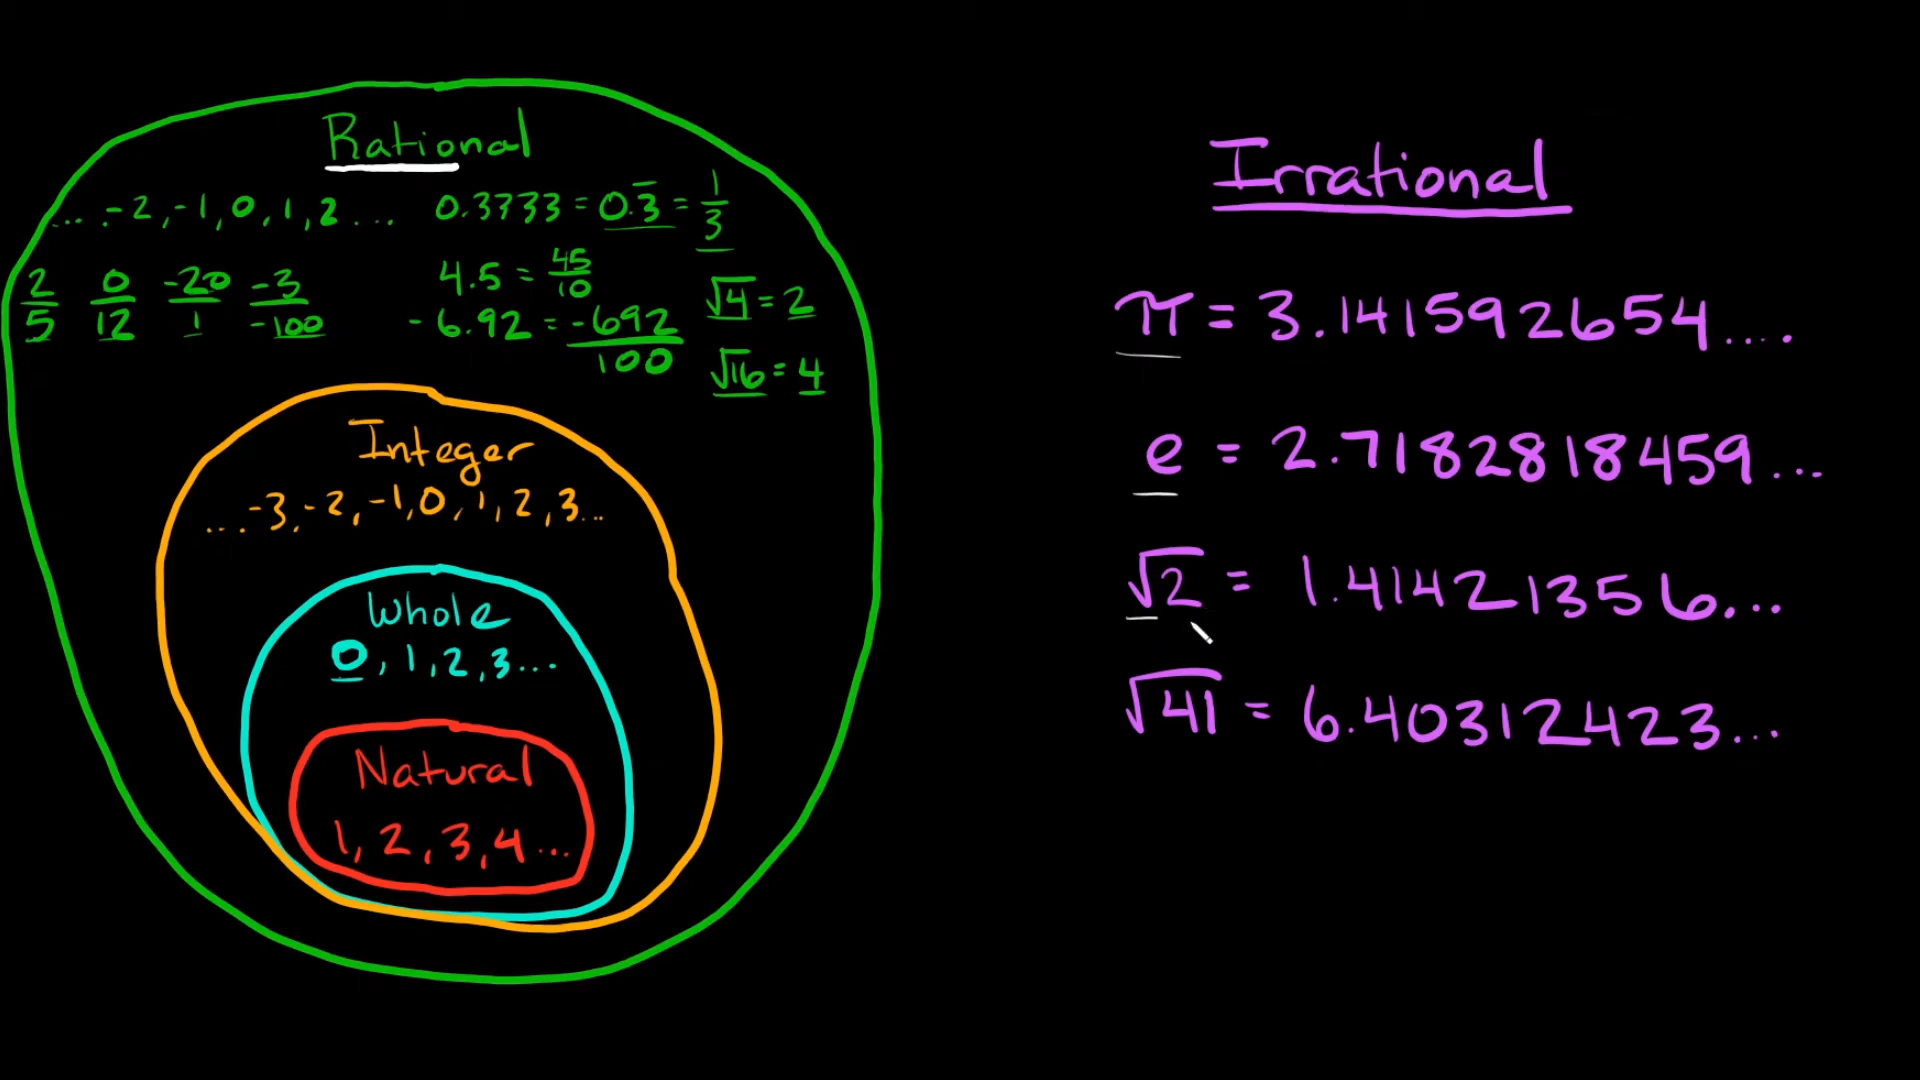 Rational
... -2, -1, 0, 1, 2 ... 0.3733 = 0.3̅ = 1/3
2/5 0/12 -20/1 -3/-100
4.5 = 45/10
√4 = 2
-6.92 = -692/100
√16 = 4
Integer
... -3, -2, -1, 0, 1, 2, 3...
Whole
0, 1, 2, 3...
Natural
1, 2, 3, 4...
Irrational
π = 3.141592654....
e = 2.7182818459...
√2 = 1.41421356...
√41 = 6.40312423...